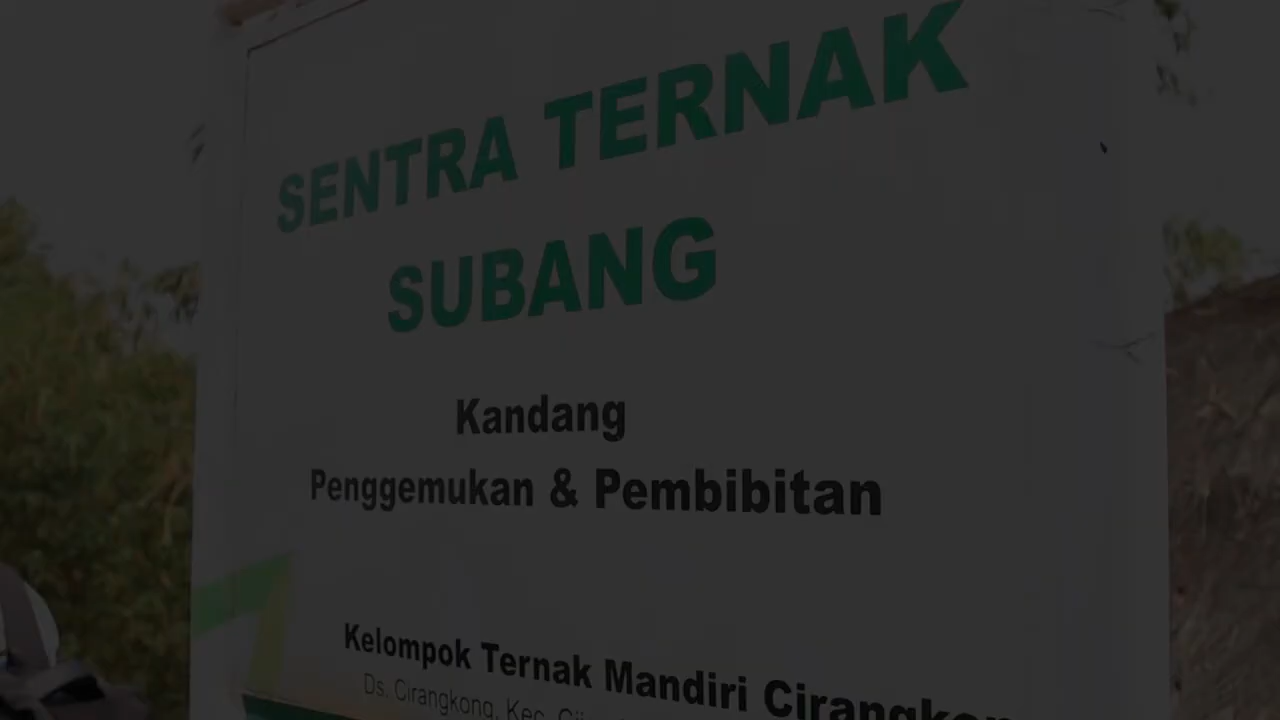 SENTRA TERNAK
SUBANG
Kandang
Penggemukan & Pembibitan
Kelompok Ternak Mandiri
Ds. Cirangkong, Kec.